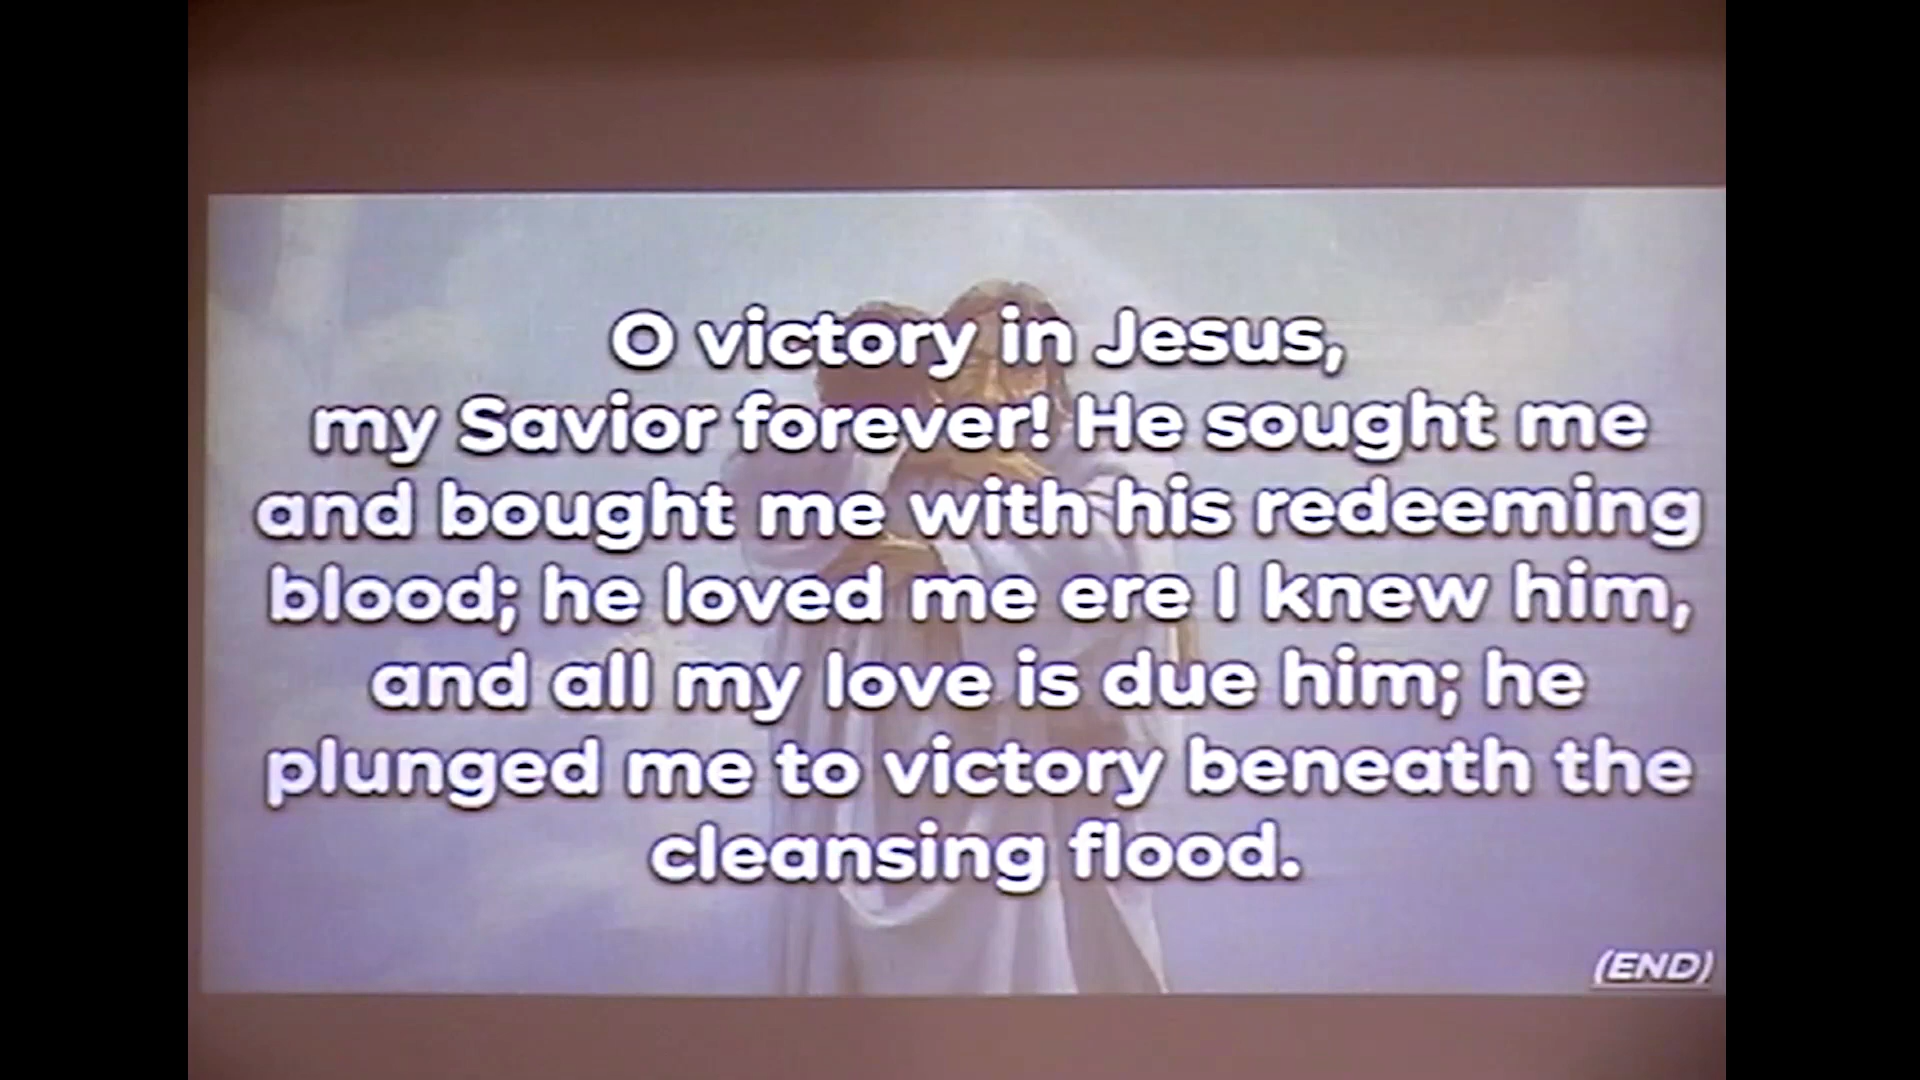 O victory in Jesus,
my Savior forever! He sought me
and bought me with his redeeming
blood; he loved me ere I knew him,
and all my love is due him; he
plunged me to victory beneath the
cleansing flood.
(END)